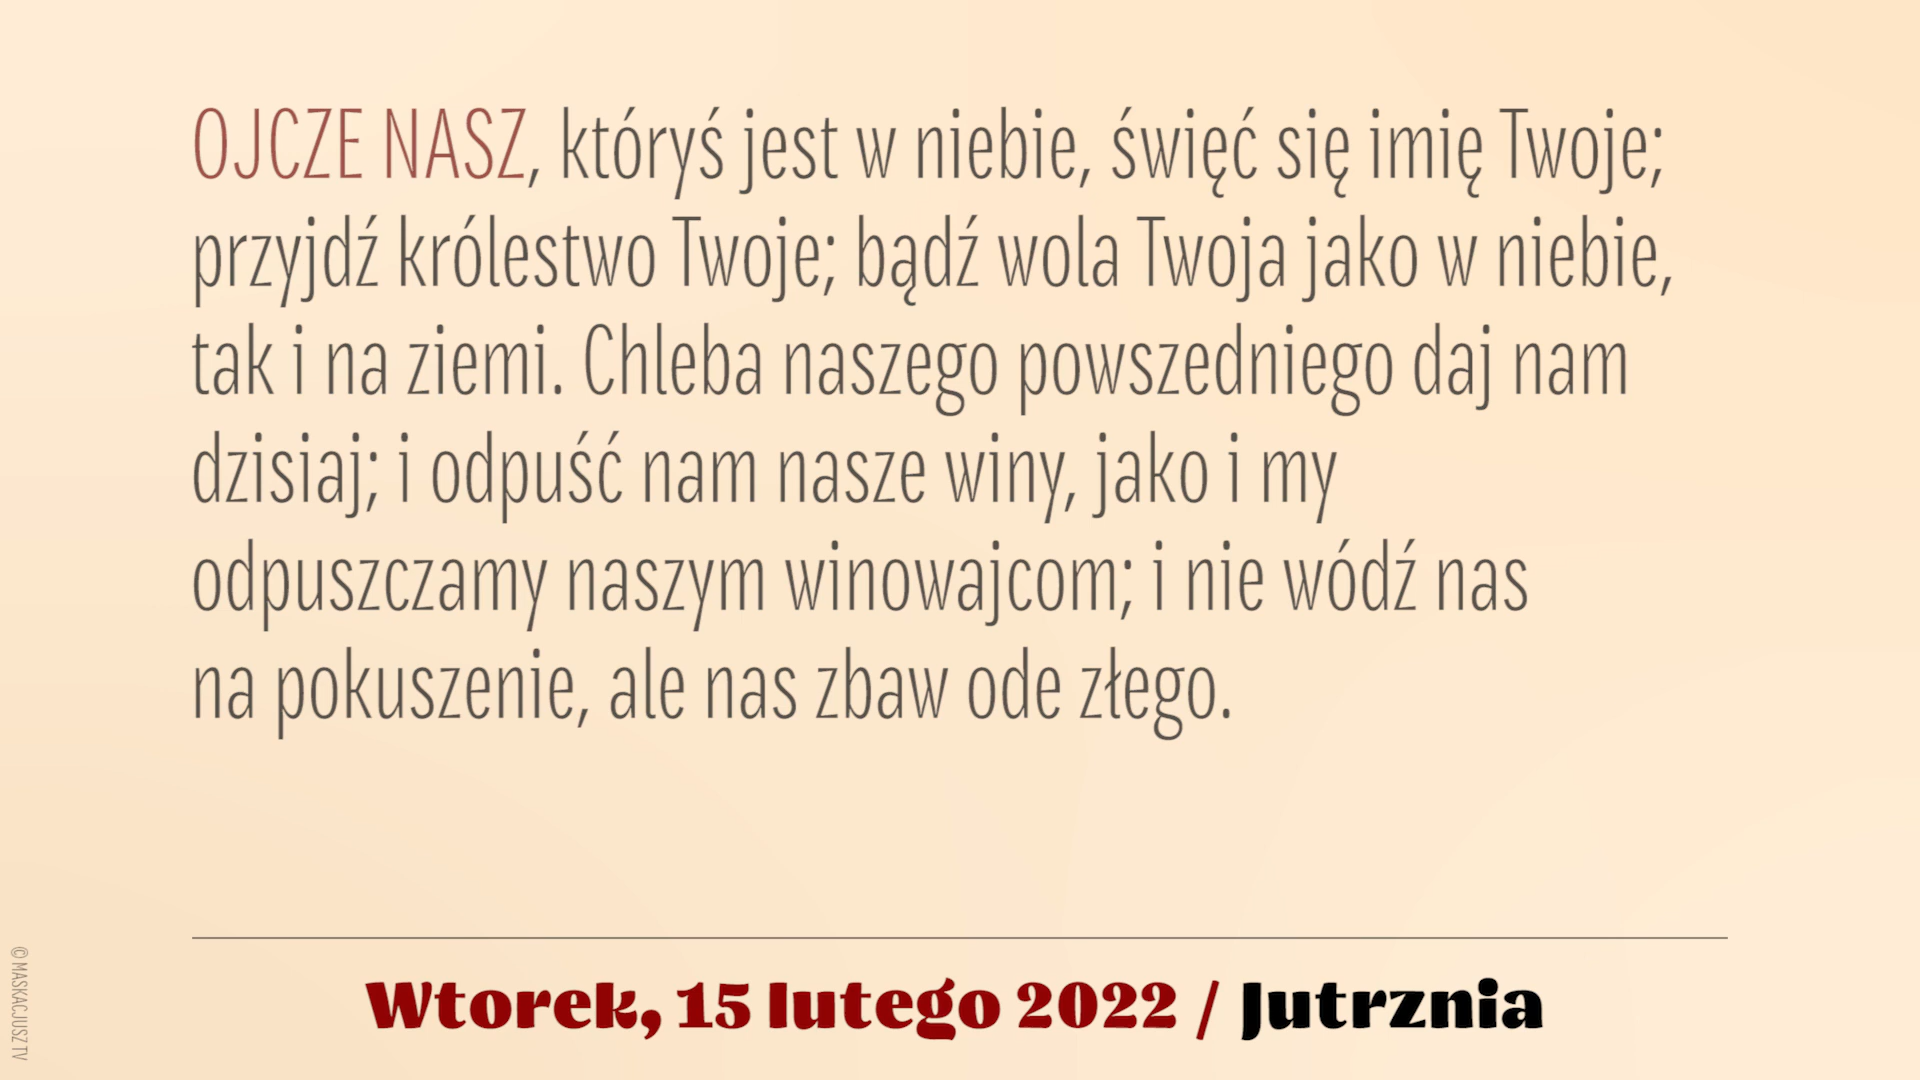 OJCZE NASZ, któryś jest w niebie, święć się imię Twoje;
przyjdź królestwo Twoje; bądź wola Twoja jako w niebie,
tak i na ziemi. Chleba naszego powszedniego daj nam
dzisiaj; i odpuść nam nasze winy, jako i my
odpuszczamy naszym winowajcom; i nie wódź nas
na pokuszenie, ale nas zbaw ode złego.
Wtorek, 15 lutego 2022 / Jutrznia
© MASKACJUSZ TV